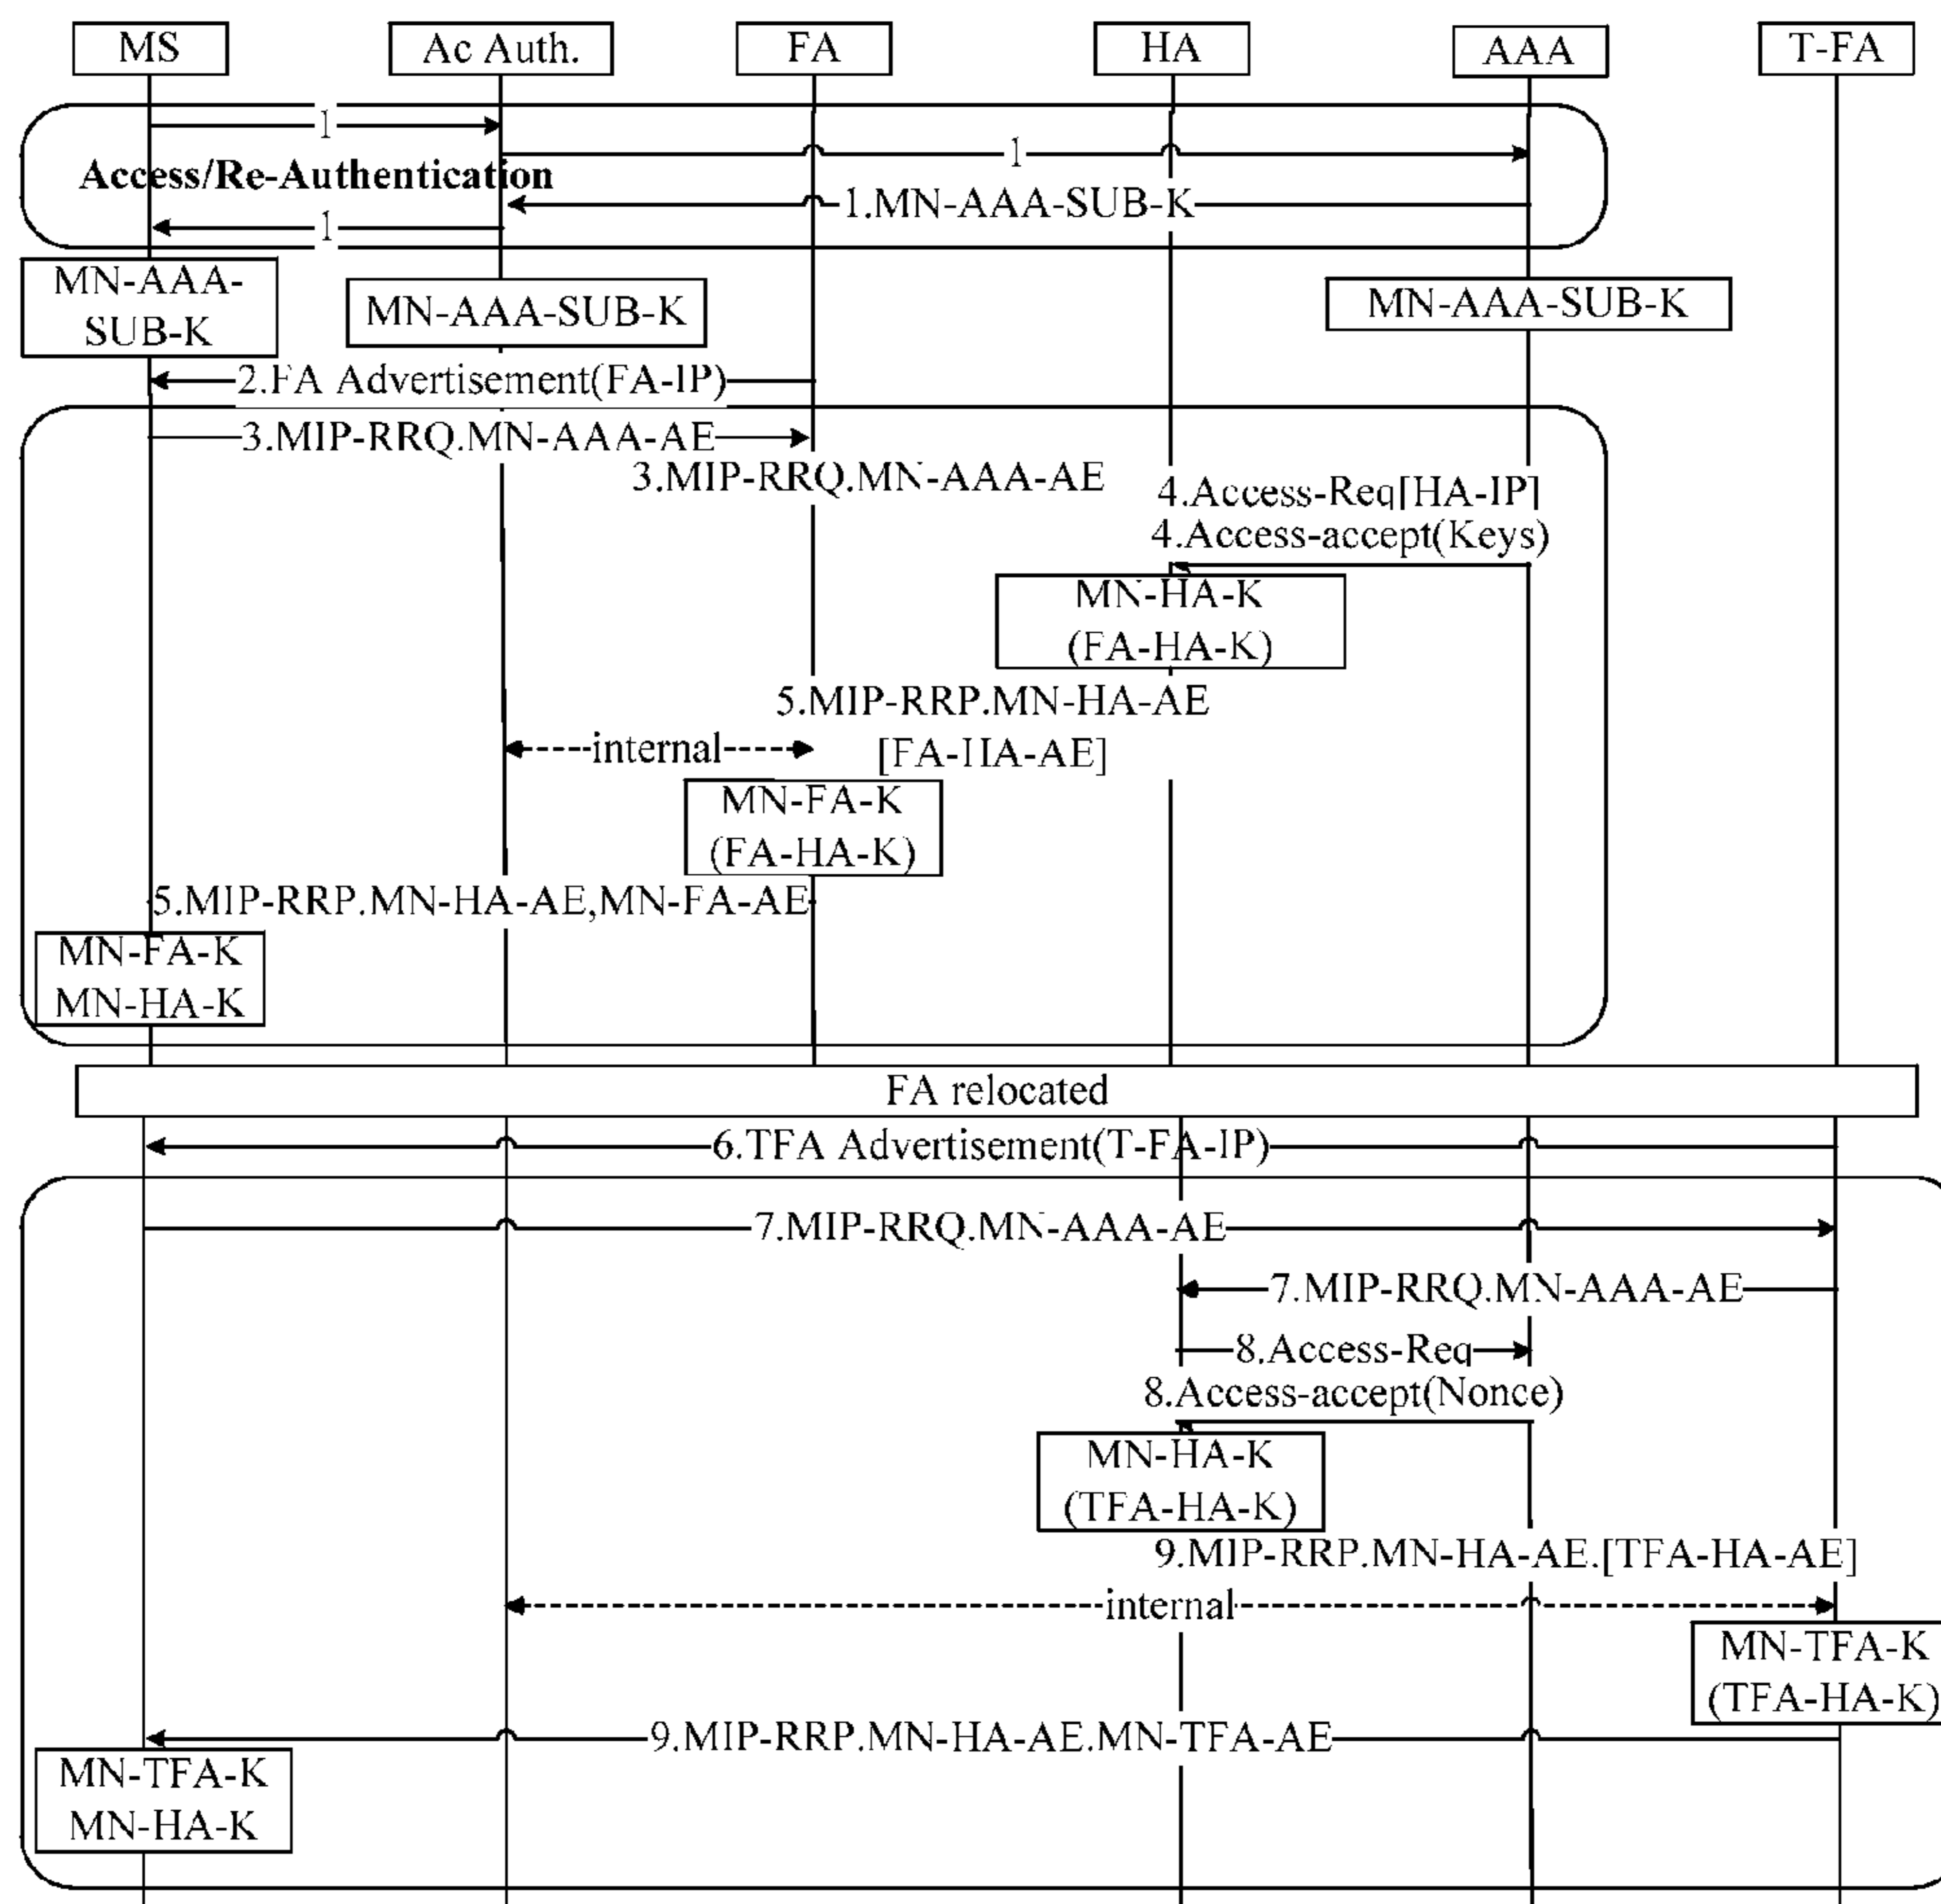 MS
Ac Auth.
FA
HA
AAA
T-FA
1
1
Access/Re-Authentication
1.MN-AAA-SUB-K
1
MN-AAA-
SUB-K
MN-AAA-SUB-K
MN-AAA-SUB-K
2.FA Advertisement(FA-IP)
3.MIP-RRQ.MN-AAA-AE
3.MIP-RRQ.MN-AAA-AE
4.Access-Req[HA-IP]
4.Access-accept(Keys)
MN-HA-K
(FA-HA-K)
5.MIP-RRP.MN-HA-AE
[FA-HA-AE]
internal
MN-FA-K
(FA-HA-K)
5.MIP-RRP.MN-HA-AE,MN-FA-AE
MN-FA-K
MN-HA-K
FA relocated
6.TFA Advertisement(T-FA-IP)
7.MIP-RRQ.MN-AAA-AE
7.MIP-RRQ.MN-AAA-AE
8.Access-Req
8.Access-accept(Nonce)
MN-HA-K
(TFA-HA-K)
9.MIP-RRP.MN-HA-AE.[TFA-HA-AE]
internal
MN-TFA-K
(TFA-HA-K)
9.MIP-RRP.MN-HA-AE.MN-TFA-AE
MN-TFA-K
MN-HA-K